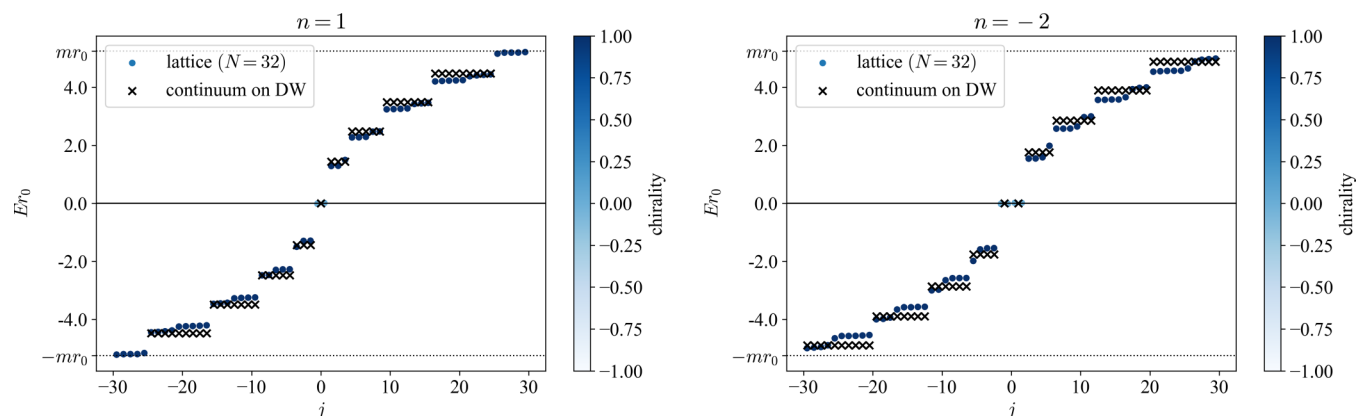 n = 1
mr₀
4.0
2.0
0.0
-2.0
-4.0
−mr₀
Er₀
lattice (N = 32)
continuum on DW
−30
−20
−10
0
10
20
30
j
1.00
0.75
0.50
0.25
0.00
−0.25
−0.50
−0.75
−1.00
chirality
n = − 2
mr₀
4.0
2.0
0.0
-2.0
-4.0
−mr₀
Er₀
lattice (N = 32)
continuum on DW
−30
−20
−10
0
10
20
30
j
1.00
0.75
0.50
0.25
0.00
−0.25
−0.50
−0.75
−1.00
chirality